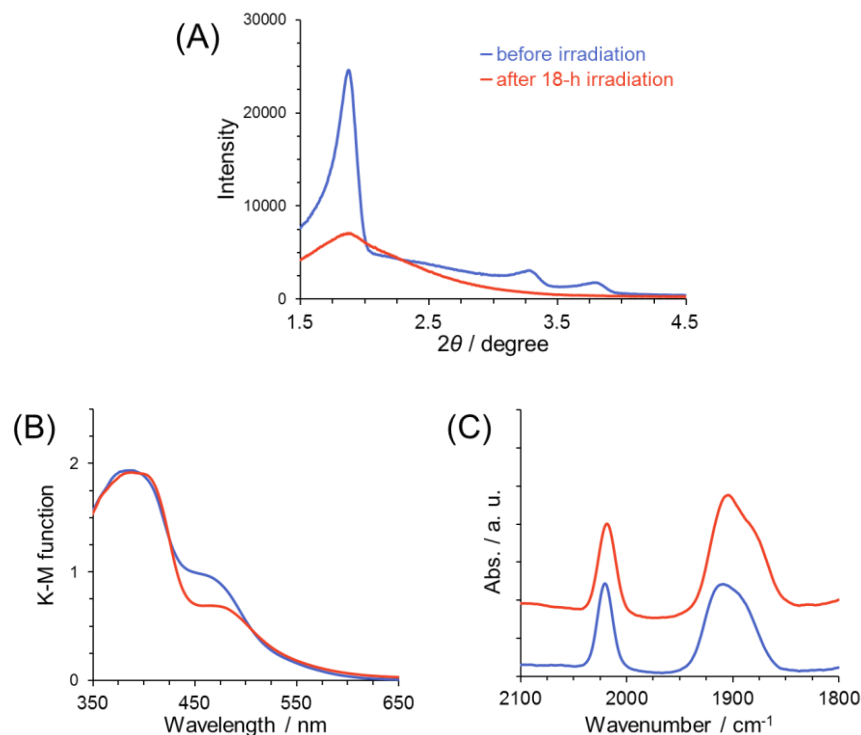 (A)
30000
20000
10000
0
Intensity
before irradiation
after 18-h irradiation
1.5 2.5 3.5 4.5
2θ / degree
(B)
2
1
0
K-M function
350 450 550 650
Wavelength / nm
(C)
Abs. / a. u.
2100 2000 1900 1800
Wavenumber / cm⁻¹